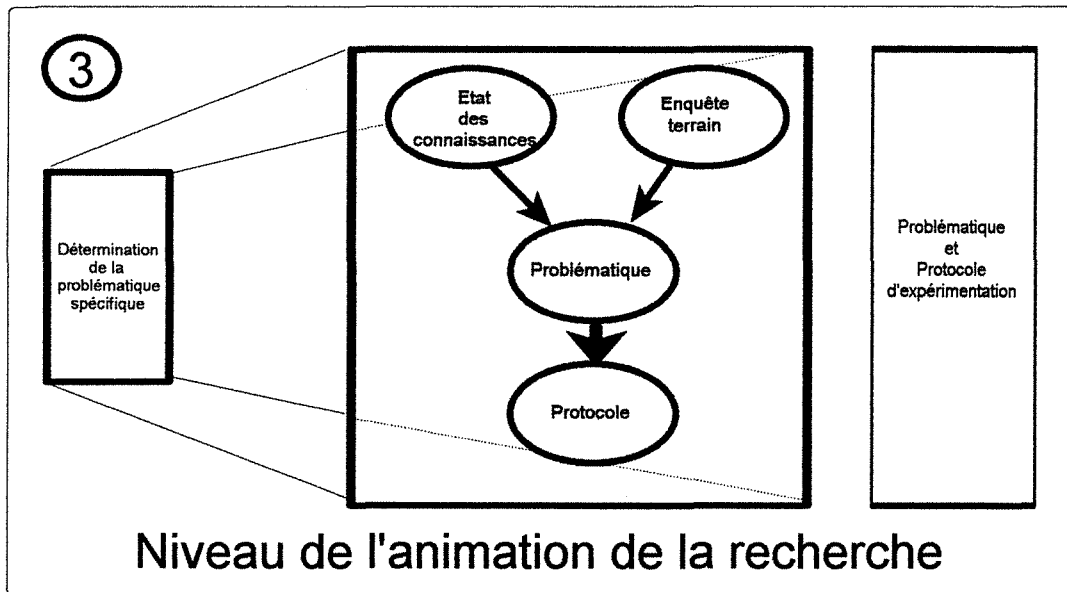 3
Etat
des
connaissances
Enquête
terrain
Détermination
de la
problématique
spécifique
Problématique
Protocole
Problématique
et
Protocole
d'expérimentation
Niveau de l'animation de la recherche